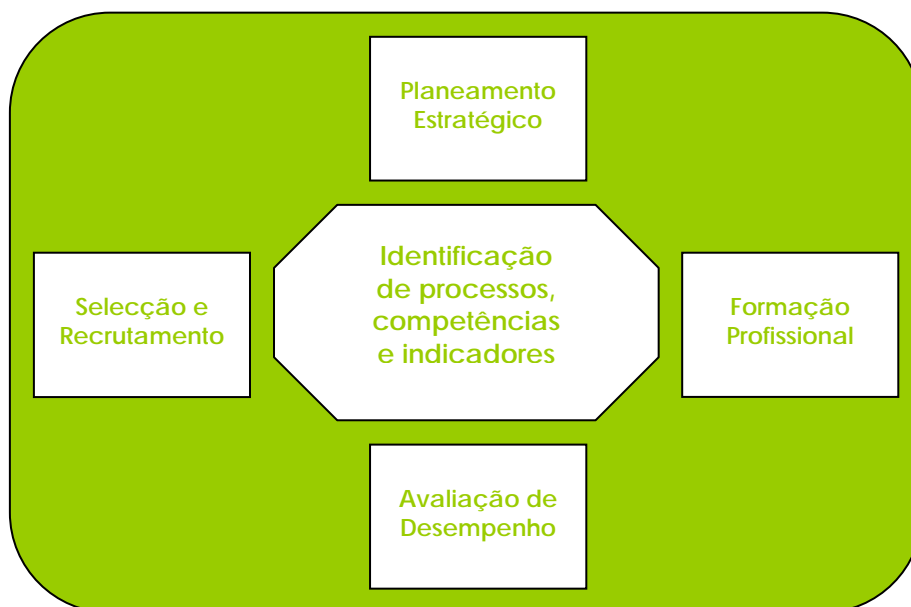 Planeamento
Estratégico
Identificação
de processos,
competências
e indicadores
Selecção e
Recrutamento
Formação
Profissional
Avaliação de
Desempenho